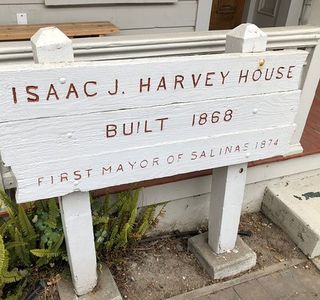 ISAAC J. HARVEY HOUSE
BUILT 1868
FIRST MAYOR OF SALINAS 1874